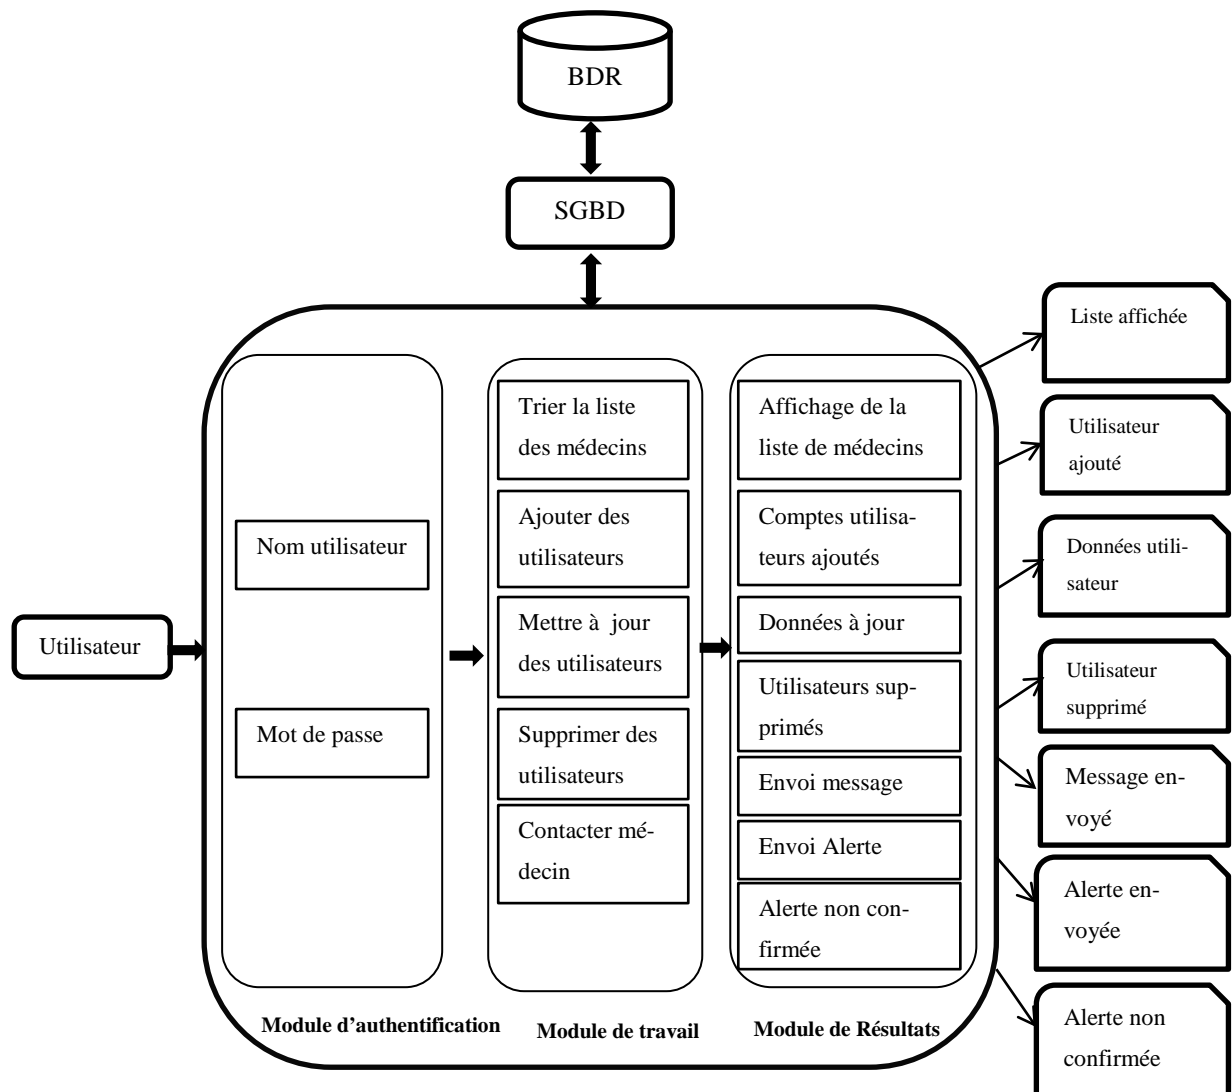 BDR
SGBD
Utilisateur
Nom utilisateur
Mot de passe
Module d’authentification
Trier la liste
des médecins
Ajouter des
utilisateurs
Mettre à jour
des utilisateurs
Supprimer des
utilisateurs
Contacter mé-
decin
Module de travail
Affichage de la
liste de médecins
Comptes utilisa-
teurs ajoutés
Données à jour
Utilisateurs sup-
primés
Envoi message
Envoi Alerte
Alerte non con-
firmée
Module de Résultats
Liste affichée
Utilisateur
ajouté
Données utili-
sateur
Utilisateur
supprimé
Message en-
voyé
Alerte en-
voyée
Alerte non
confirmée